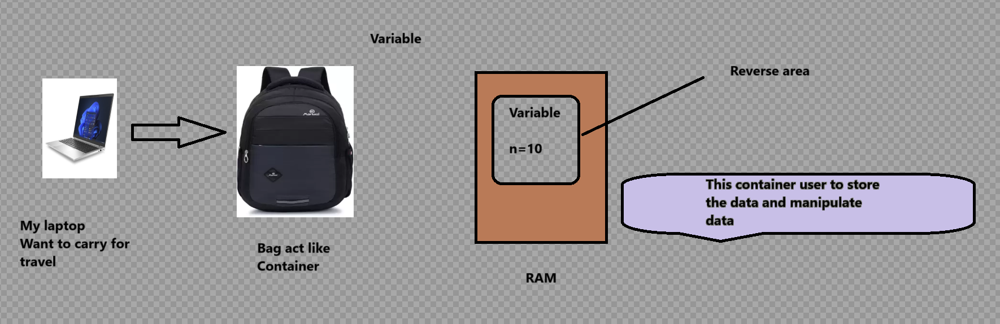 Variable
Reverse area
Martucci
Variable
n=10
This container user to store
the data and manipulate
data
My laptop
Want to carry for
travel
Bag act like
Container
RAM